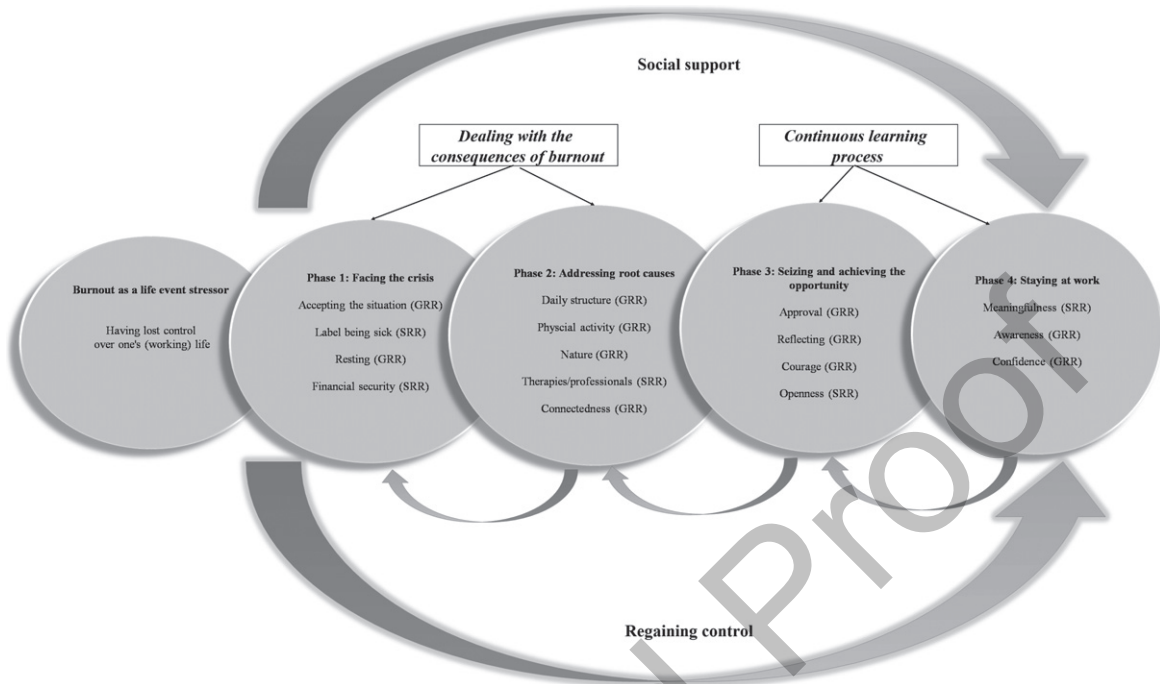 Social support
Dealing with the
consequences of burnout
Continuous learning
process
Burnout as a life event stressor
Having lost control
over one's (working) life
Phase 1: Facing the crisis
Accepting the situation (GRR)
Label being sick (SRR)
Resting (GRR)
Financial security (SRR)
Phase 2: Addressing root causes
Daily structure (GRR)
Physcial activity (GRR)
Nature (GRR)
Therapies/professionals (SRR)
Connectedness (GRR)
Phase 3: Seizing and achieving the
opportunity
Approval (GRR)
Reflecting (GRR)
Courage (GRR)
Openness (SRR)
Phase 4: Staying at work
Meaningfulness (SRR)
Awareness (GRR)
Confidence (GRR)
Regaining control
Proof